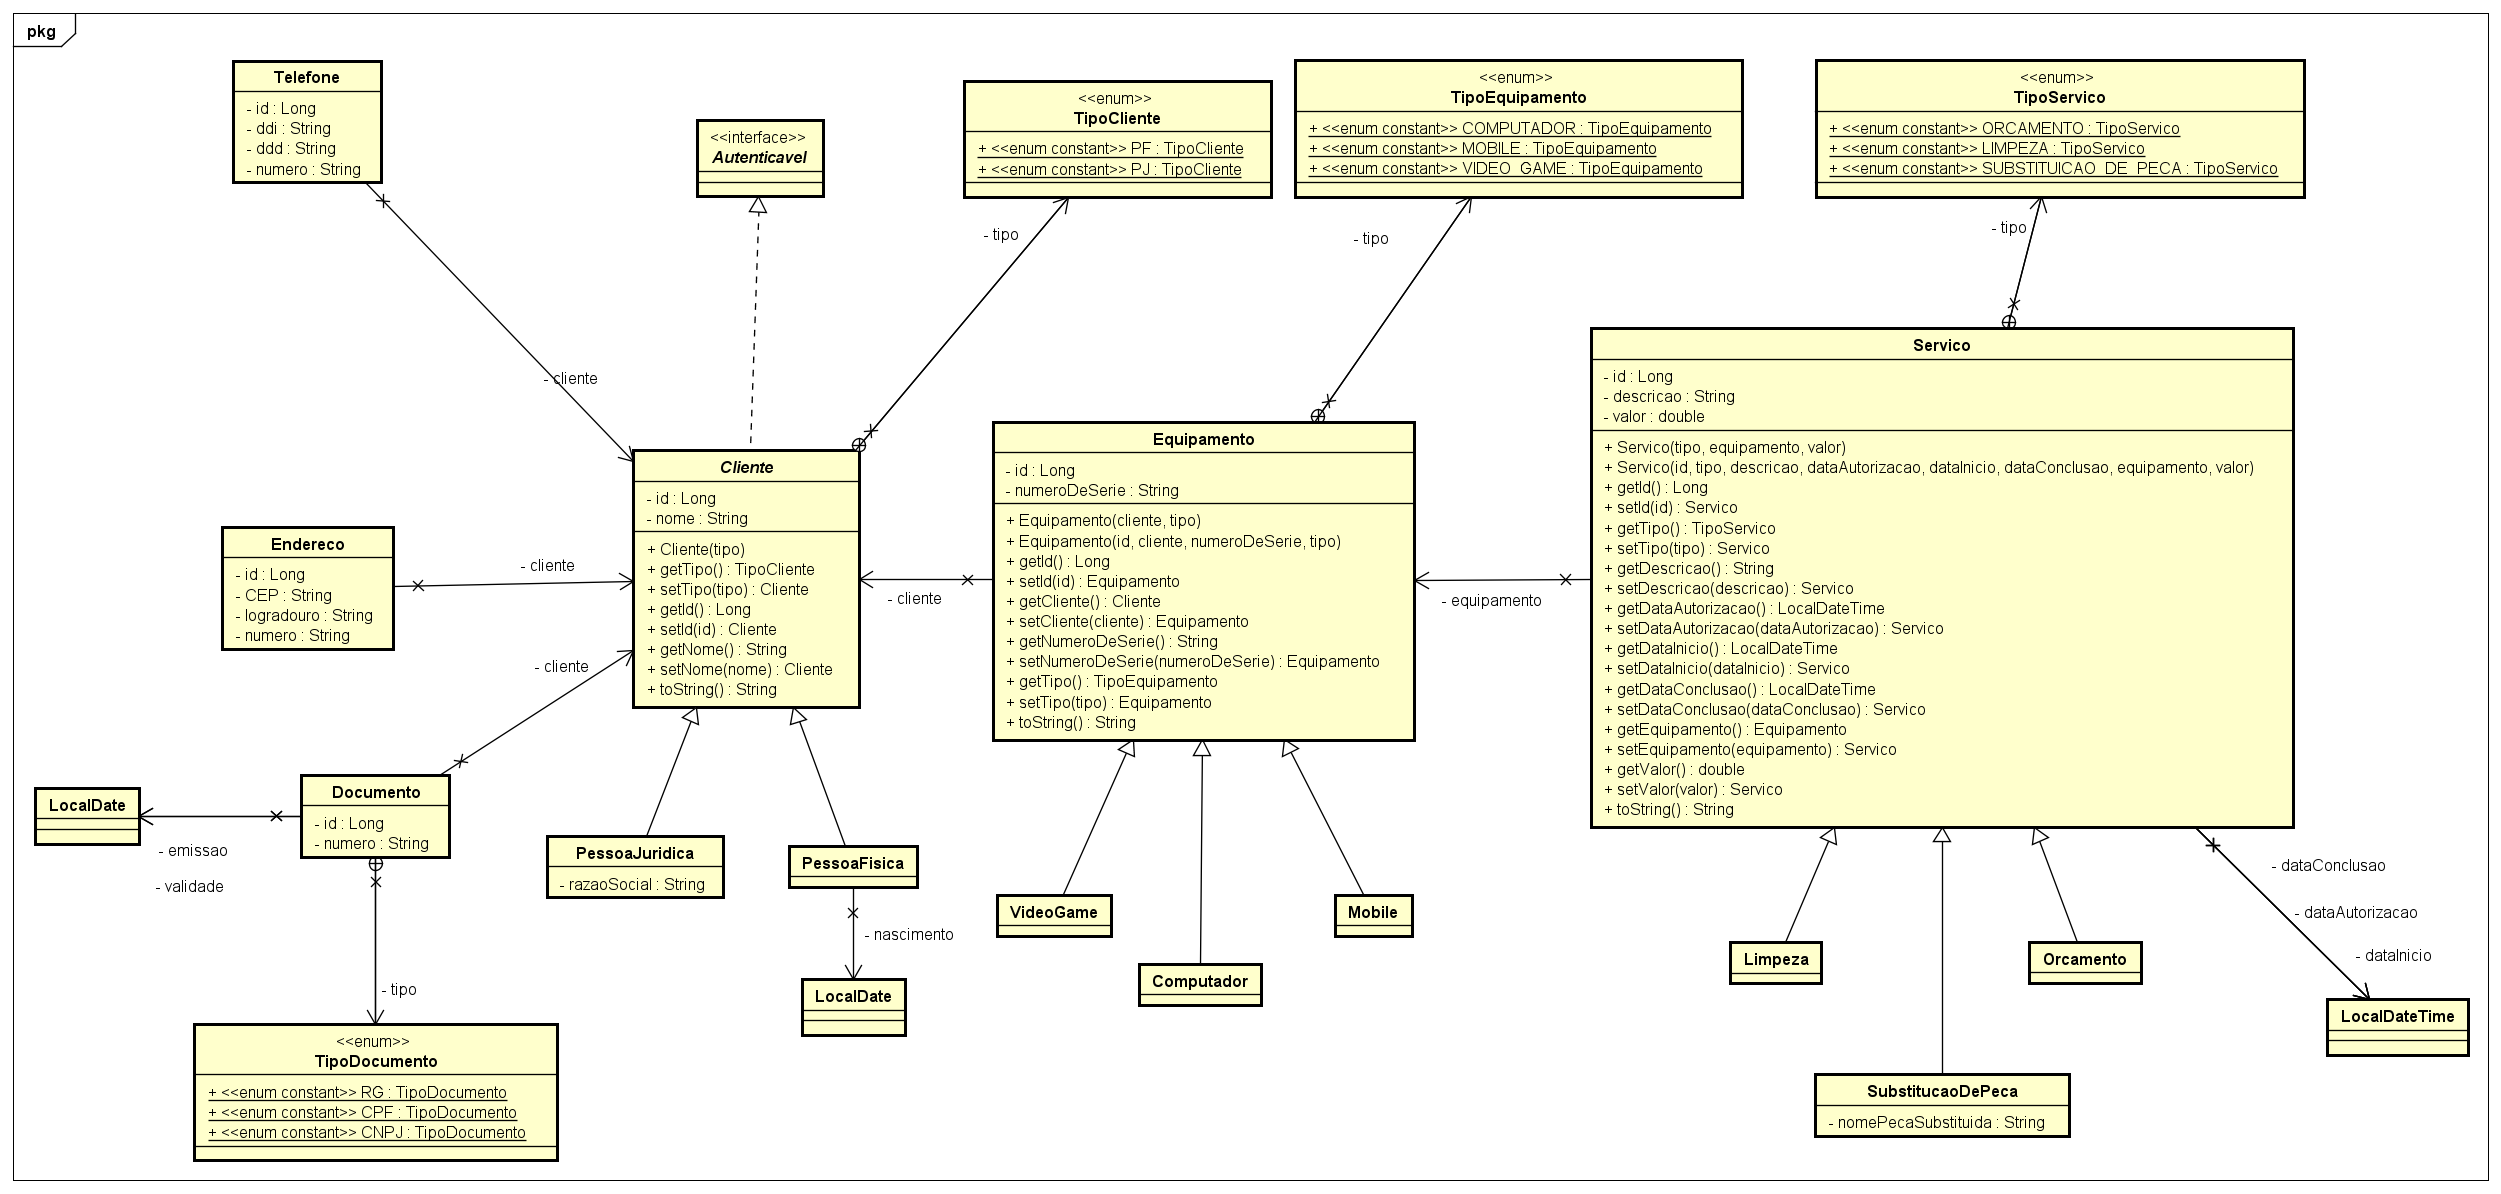 pkg
Telefone
- id : Long
- ddi : String
- ddd : String
- numero : String
<<interface>>
Autenticavel
<<enum>>
TipoCliente
+ <<enum constant>> PF : TipoCliente
+ <<enum constant>> PJ : TipoCliente
<<enum>>
TipoEquipamento
+ <<enum constant>> COMPUTADOR : TipoEquipamento
+ <<enum constant>> MOBILE : TipoEquipamento
+ <<enum constant>> VIDEO_GAME : TipoEquipamento
<<enum>>
TipoServico
+ <<enum constant>> ORCAMENTO : TipoServico
+ <<enum constant>> LIMPEZA : TipoServico
+ <<enum constant>> SUBSTITUICAO_DE_PECA : TipoServico
- tipo
- tipo
- tipo
- cliente
Cliente
- id : Long
- nome : String
+ Cliente(tipo)
+ getTipo() : TipoCliente
+ setTipo(tipo) : Cliente
+ getId() : Long
+ setId(id) : Cliente
+ getNome() : String
+ setNome(nome) : Cliente
+ toString() : String
Equipamento
- id : Long
- numeroDeSerie : String
+ Equipamento(cliente, tipo)
+ Equipamento(id, cliente, numeroDeSerie, tipo)
+ getId() : Long
+ setId(id) : Equipamento
+ getCliente() : Cliente
+ setCliente(cliente) : Equipamento
+ getNumeroDeSerie() : String
+ setNumeroDeSerie(numeroDeSerie) : Equipamento
+ getTipo() : TipoEquipamento
+ setTipo(tipo) : Equipamento
+ toString() : String
Servico
- id : Long
- descricao : String
- valor : double
+ Servico(tipo, equipamento, valor)
+ Servico(id, tipo, descricao, dataAutorizacao, dataInicio, dataConclusao, equipamento, valor)
+ getId() : Long
+ setId(id) : Servico
+ getTipo() : TipoServico
+ setTipo(tipo) : Servico
+ getDescricao() : String
+ setDescricao(descricao) : Servico
+ getDataAutorizacao() : LocalDateTime
+ setDataAutorizacao(dataAutorizacao) : Servico
+ getDataInicio() : LocalDateTime
+ setDataInicio(dataInicio) : Servico
+ getDataConclusao() : LocalDateTime
+ setDataConclusao(dataConclusao) : Servico
+ getEquipamento() : Equipamento
+ setEquipamento(equipamento) : Servico
+ getValor() : double
+ setValor(valor) : Servico
+ toString() : String
Endereco
- id : Long
- CEP : String
- logradouro : String
- numero : String
- cliente
- cliente
- equipamento
- cliente
LocalDate
Documento
- id : Long
- numero : String
- emissao
- validade
- tipo
<<enum>>
TipoDocumento
+ <<enum constant>> RG : TipoDocumento
+ <<enum constant>> CPF : TipoDocumento
+ <<enum constant>> CNPJ : TipoDocumento
PessoaJuridica
- razaoSocial : String
PessoaFisica
- nascimento
LocalDate
VideoGame
Computador
Mobile
Limpeza
Orcamento
SubstitucaoDePeca
- nomePecaSubstituida : String
- dataConclusao
- dataAutorizacao
- dataInicio
LocalDateTime